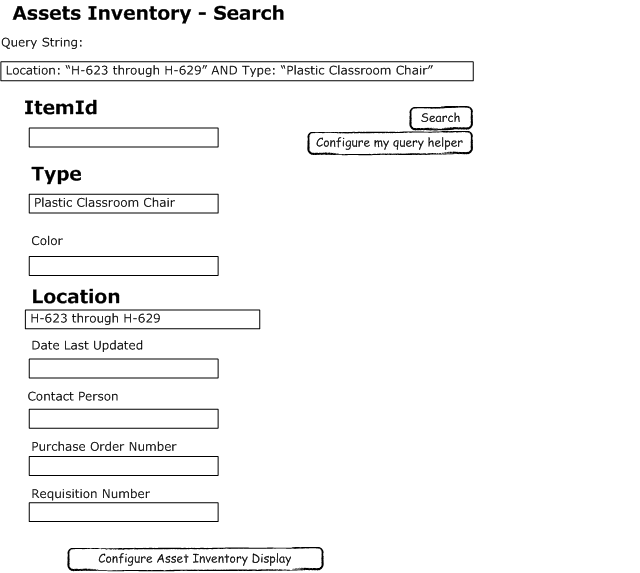 Assets Inventory - Search
Query String:
Location: “H-623 through H-629” AND Type: “Plastic Classroom Chair”
ItemId
Search
Configure my query helper
Type
Plastic Classroom Chair
Color
Location
H-623 through H-629
Date Last Updated
Contact Person
Purchase Order Number
Requisition Number
Configure Asset Inventory Display